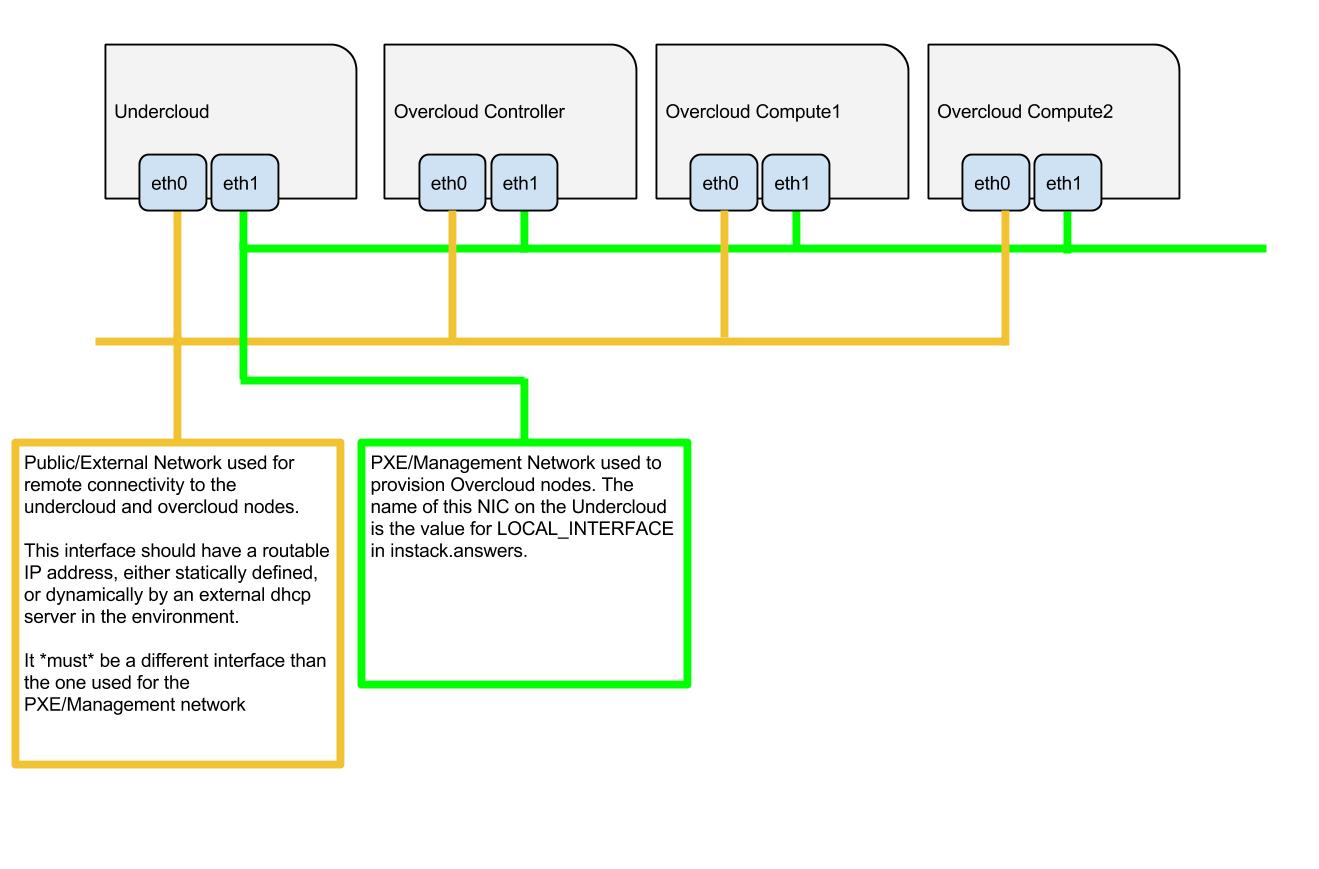 Undercloud
Overcloud Controller
Overcloud Compute1
Overcloud Compute2
eth0
eth1
eth0
eth1
eth0
eth1
eth0
eth1
Public/External Network used for
remote connectivity to the
undercloud and overcloud nodes.
This interface should have a routable
IP address, either statically defined,
or dynamically by an external dhcp
server in the environment.
It *must* be a different interface than
the one used for the
PXE/Management network
PXE/Management Network used to
provision Overcloud nodes. The
name of this NIC on the Undercloud
is the value for LOCAL_INTERFACE
in instack.answers.